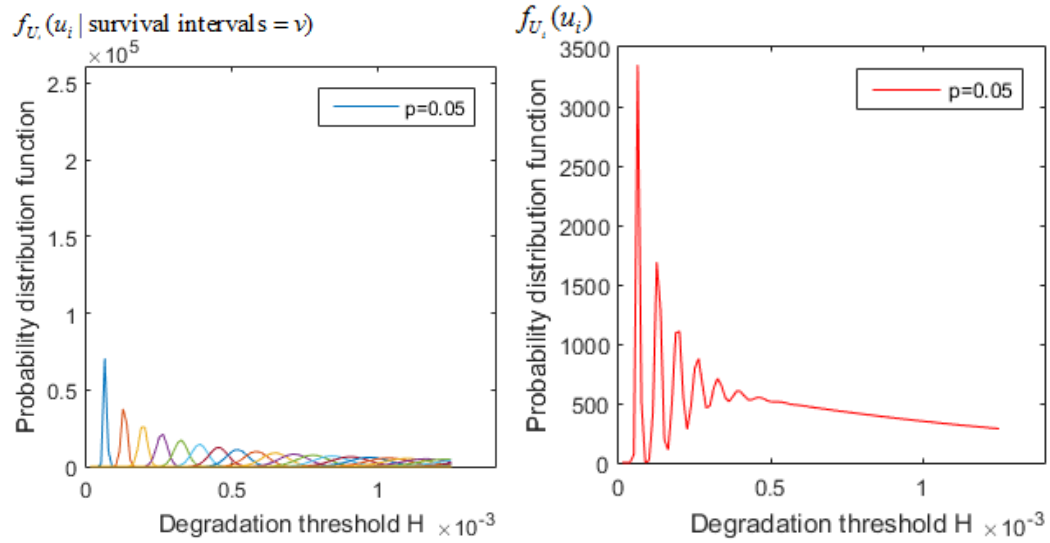 f_{U_i}(u_i | survival intervals = v)
×10^5
Probability distribution function
2.5
2
1.5
1
0.5
0
p=0.05
0
0.5
1
Degradation threshold H ×10^{-3}
f_{U_i}(u_i)
Probability distribution function
3500
3000
2500
2000
1500
1000
500
0
p=0.05
0
0.5
1
Degradation threshold H ×10^{-3}